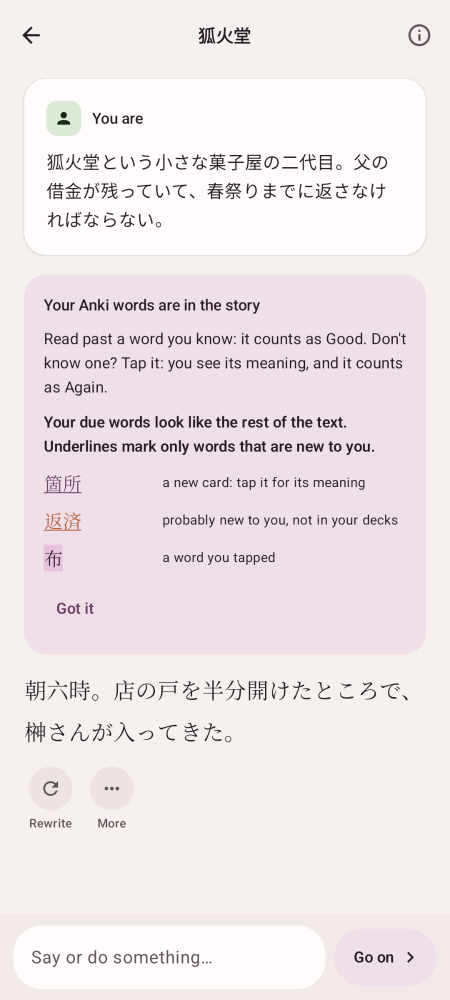 狐火堂
You are
狐火堂という小さな菓子屋の二代目。父の
借金が残っていて、春祭りまでに返さなけ
ればならない。
Your Anki words are in the story
Read past a word you know: it counts as Good. Don't
know one? Tap it: you see its meaning, and it counts
as Again.
Your due words look like the rest of the text.
Underlines mark only words that are new to you.
箇所 a new card: tap it for its meaning
返済 probably new to you, not in your decks
布 a word you tapped
Got it
朝六時。店の戸を半分開けたところで、
榊さんが入ってきた。
Rewrite More
Say or do something…
Go on